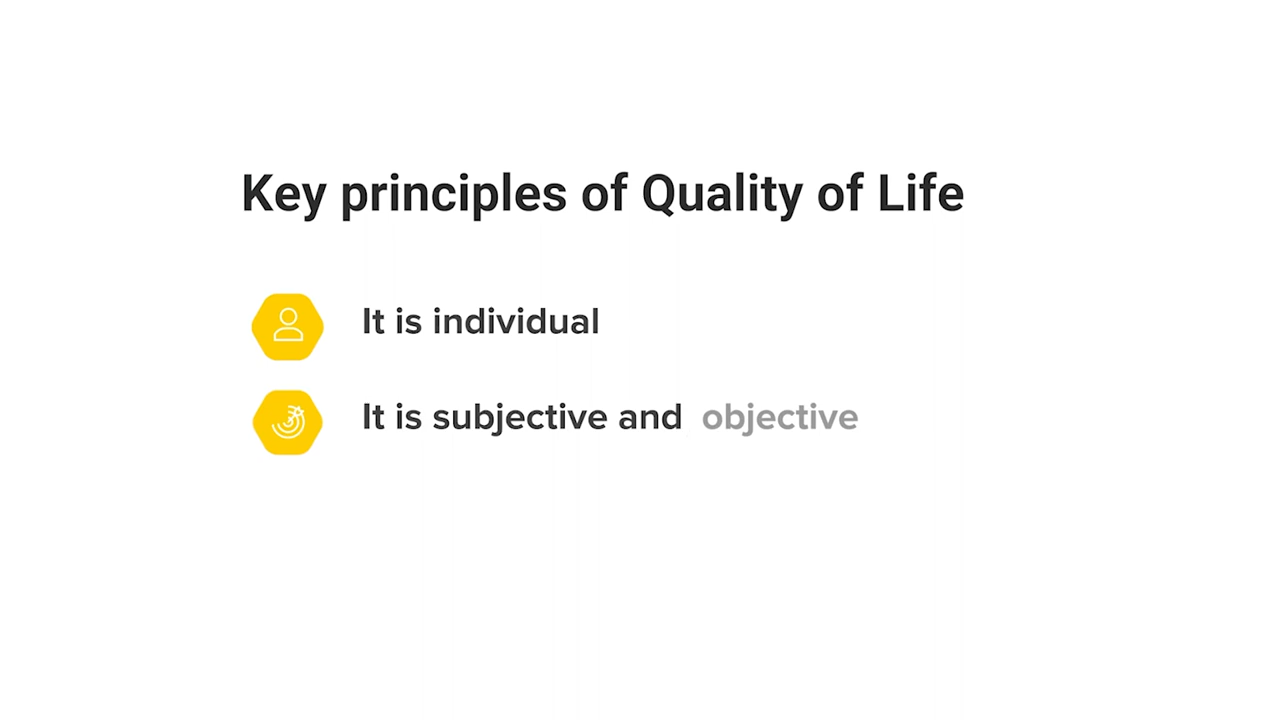 Key principles of Quality of Life
It is individual
It is subjective and objective